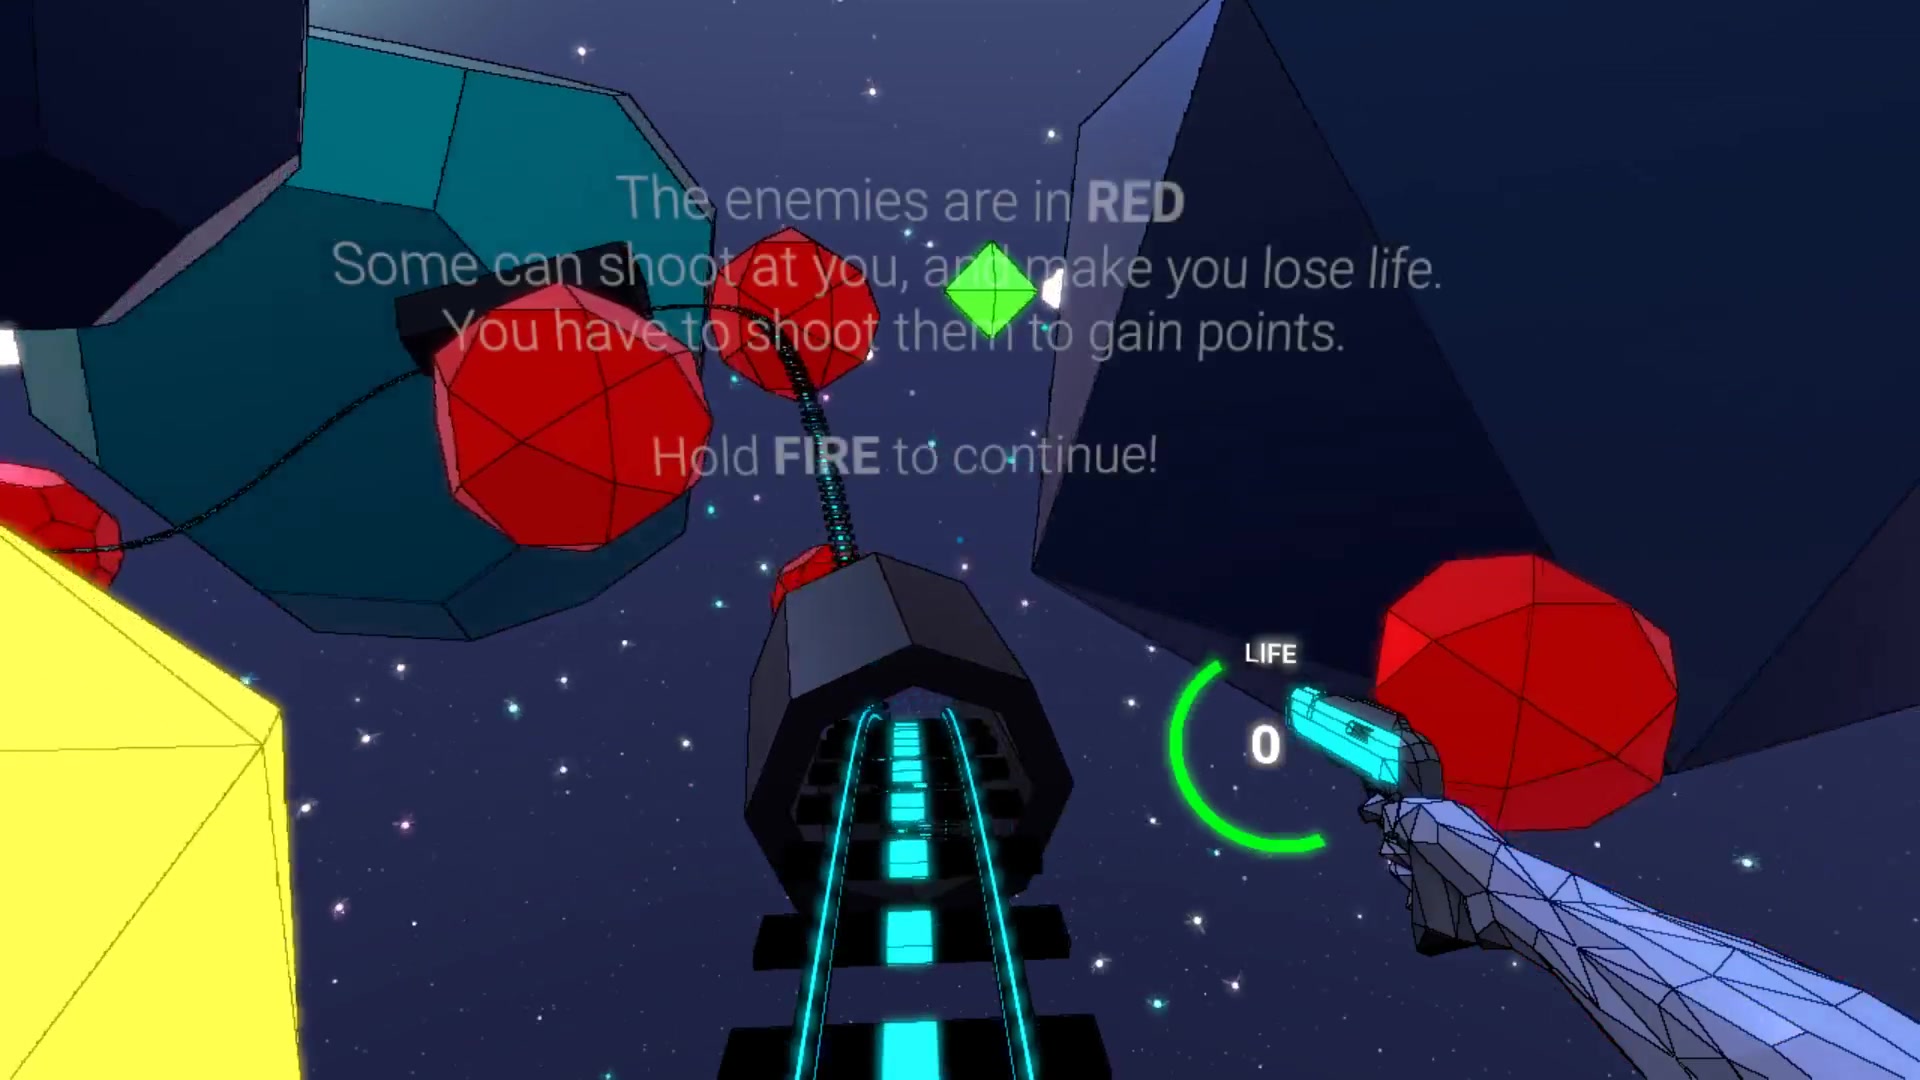 The enemies are in RED
Some can shoot at you, and make you lose life.
You have to shoot them to gain points.
Hold FIRE to continue!
LIFE
0